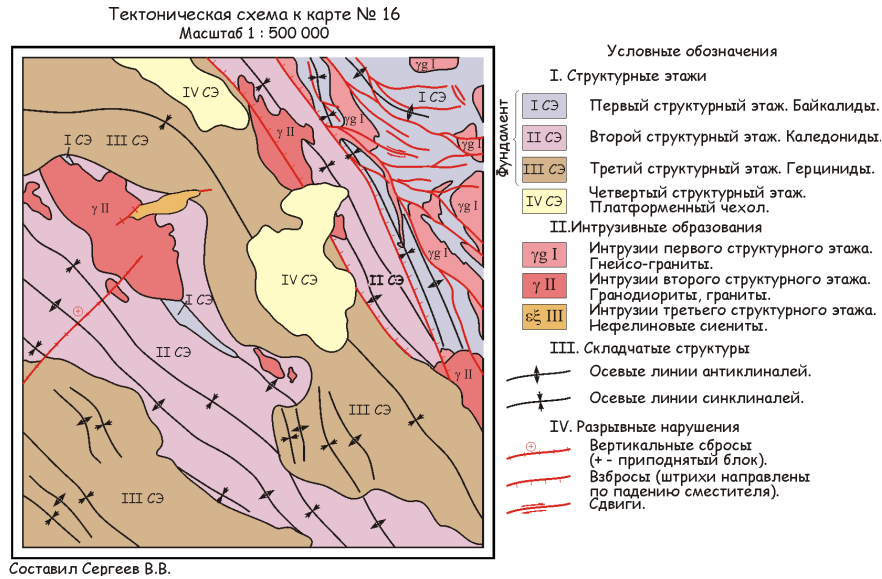 Тектоническая схема к карте № 16
Масштаб 1 : 500 000
IV СЭ
γg I
I СЭ
III СЭ
γ II
γg I
γg I
I СЭ
γ II
γg I
IV СЭ
II СЭ
I СЭ
II СЭ
γ II
III СЭ
III СЭ
Составил Сергеев В.В.
Условные обозначения
I. Структурные этажи
Фундамент
I СЭ Первый структурный этаж. Байкалиды.
II СЭ Второй структурный этаж. Каледониды.
III СЭ Третий структурный этаж. Герциниды.
IV СЭ Четвертый структурный этаж.
Платформенный чехол.
II.Интрузивные образования
γg I Интрузии первого структурного этажа.
Гнейсо-граниты.
γ II Интрузии второго структурного этажа.
Гранодиориты, граниты.
εξ III Интрузии третьего структурного этажа.
Нефелиновые сиениты.
III. Складчатые структуры
Осевые линии антиклиналей.
Осевые линии синклиналей.
IV. Разрывные нарушения
Вертикальные сбросы
(+ - приподнятый блок).
Взбросы (штрихи направлены
по падению сместителя).
Сдвиги.